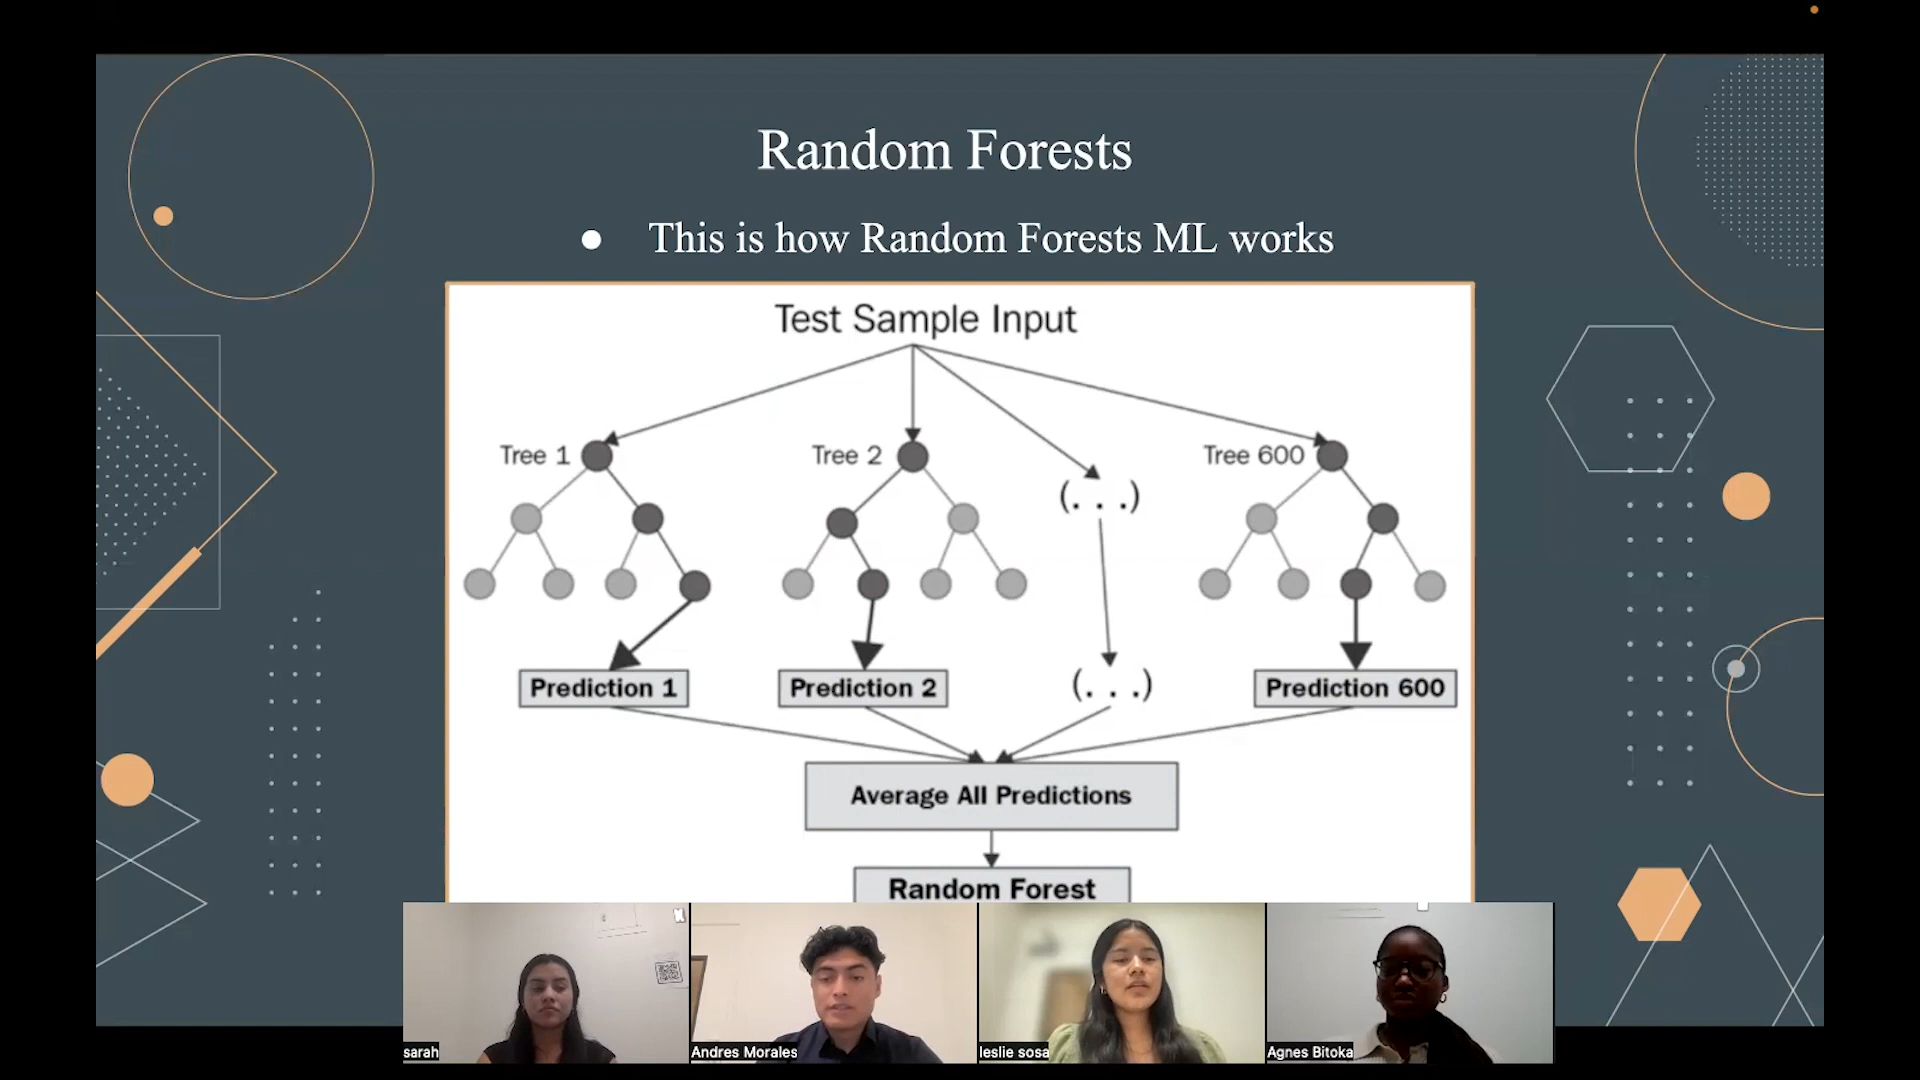 Random Forests
● This is how Random Forests ML works
Test Sample Input
Tree 1
Tree 2
Tree 600
(. . .)
Prediction 1
Prediction 2
(. . .)
Prediction 600
Average All Predictions
Random Forest
sarah
Andres Morales
leslie sosa
Agnes Bitoka